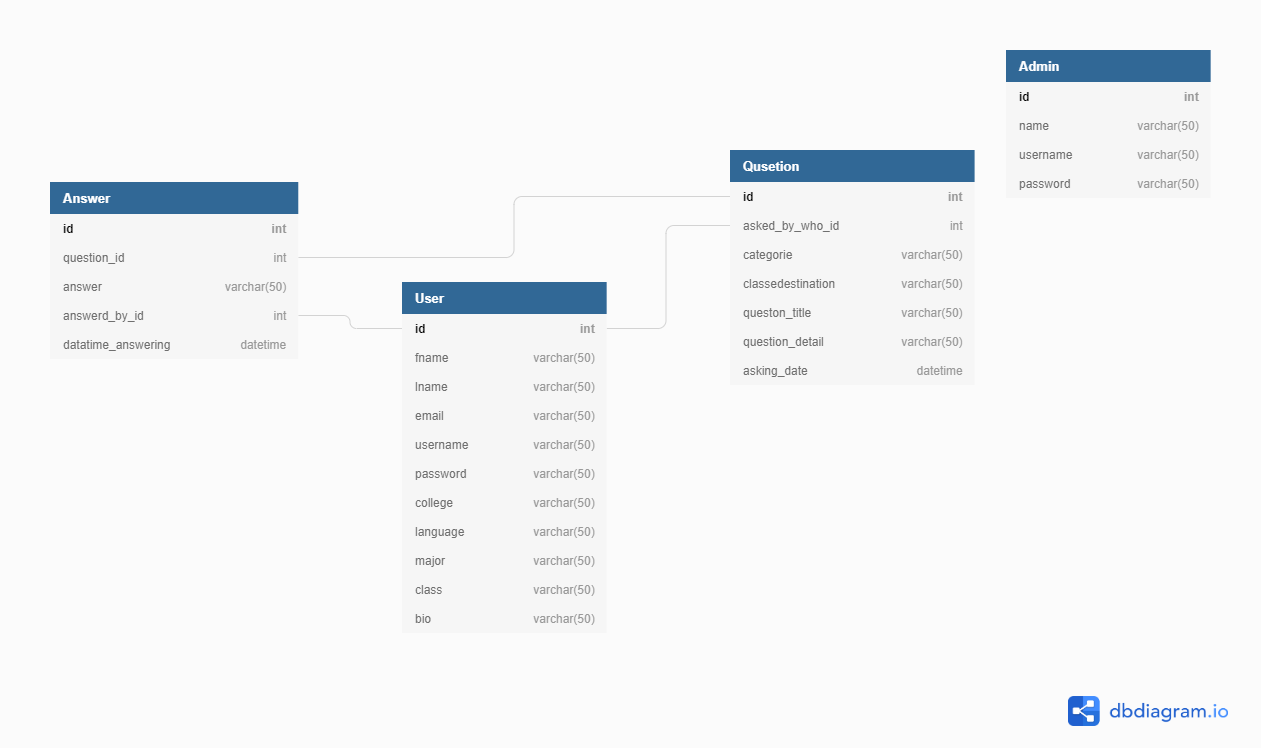 Admin
id int
name varchar(50)
username varchar(50)
password varchar(50)
Qusetion
id int
asked_by_who_id int
categorie varchar(50)
classedestination varchar(50)
queston_title varchar(50)
question_detail varchar(50)
asking_date datetime
Answer
id int
question_id int
answer varchar(50)
answerd_by_id int
datatime_answering datetime
User
id int
fname varchar(50)
lname varchar(50)
email varchar(50)
username varchar(50)
password varchar(50)
college varchar(50)
language varchar(50)
major varchar(50)
class varchar(50)
bio varchar(50)
dbdiagram.io